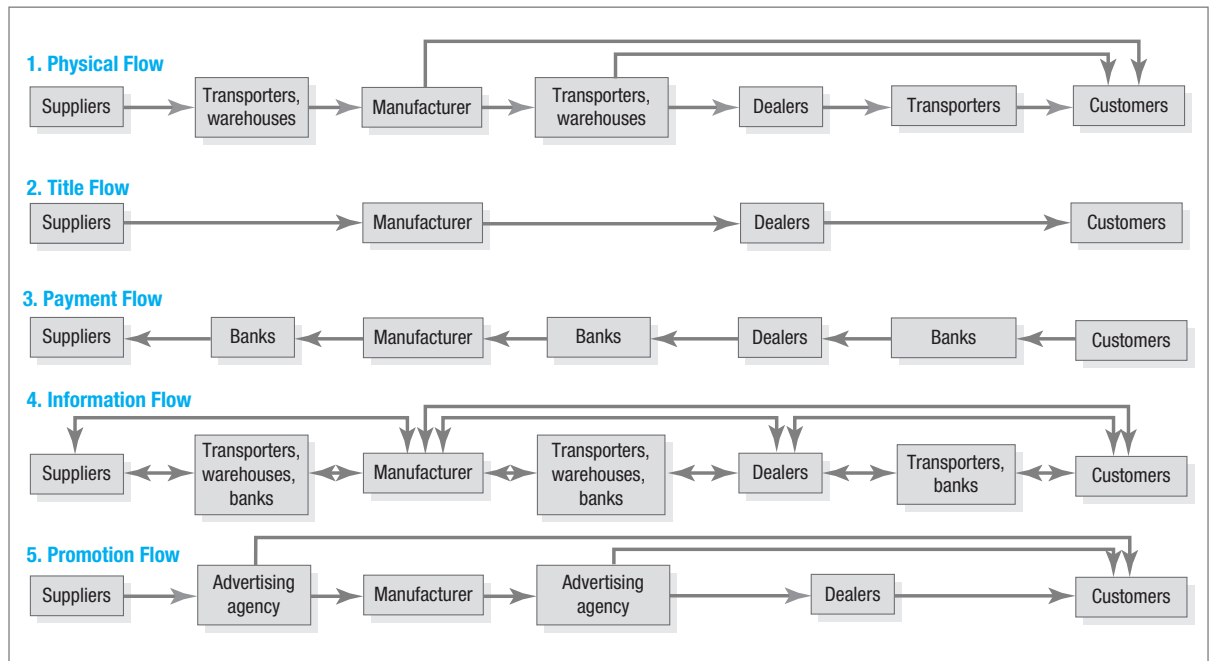 1. Physical Flow
Suppliers
Transporters,
warehouses
Manufacturer
Transporters,
warehouses
Dealers
Transporters
Customers
2. Title Flow
Suppliers
Manufacturer
Dealers
Customers
3. Payment Flow
Suppliers
Banks
Manufacturer
Banks
Dealers
Banks
Customers
4. Information Flow
Suppliers
Transporters,
warehouses,
banks
Manufacturer
Transporters,
warehouses,
banks
Dealers
Transporters,
banks
Customers
5. Promotion Flow
Suppliers
Advertising
agency
Manufacturer
Advertising
agency
Dealers
Customers